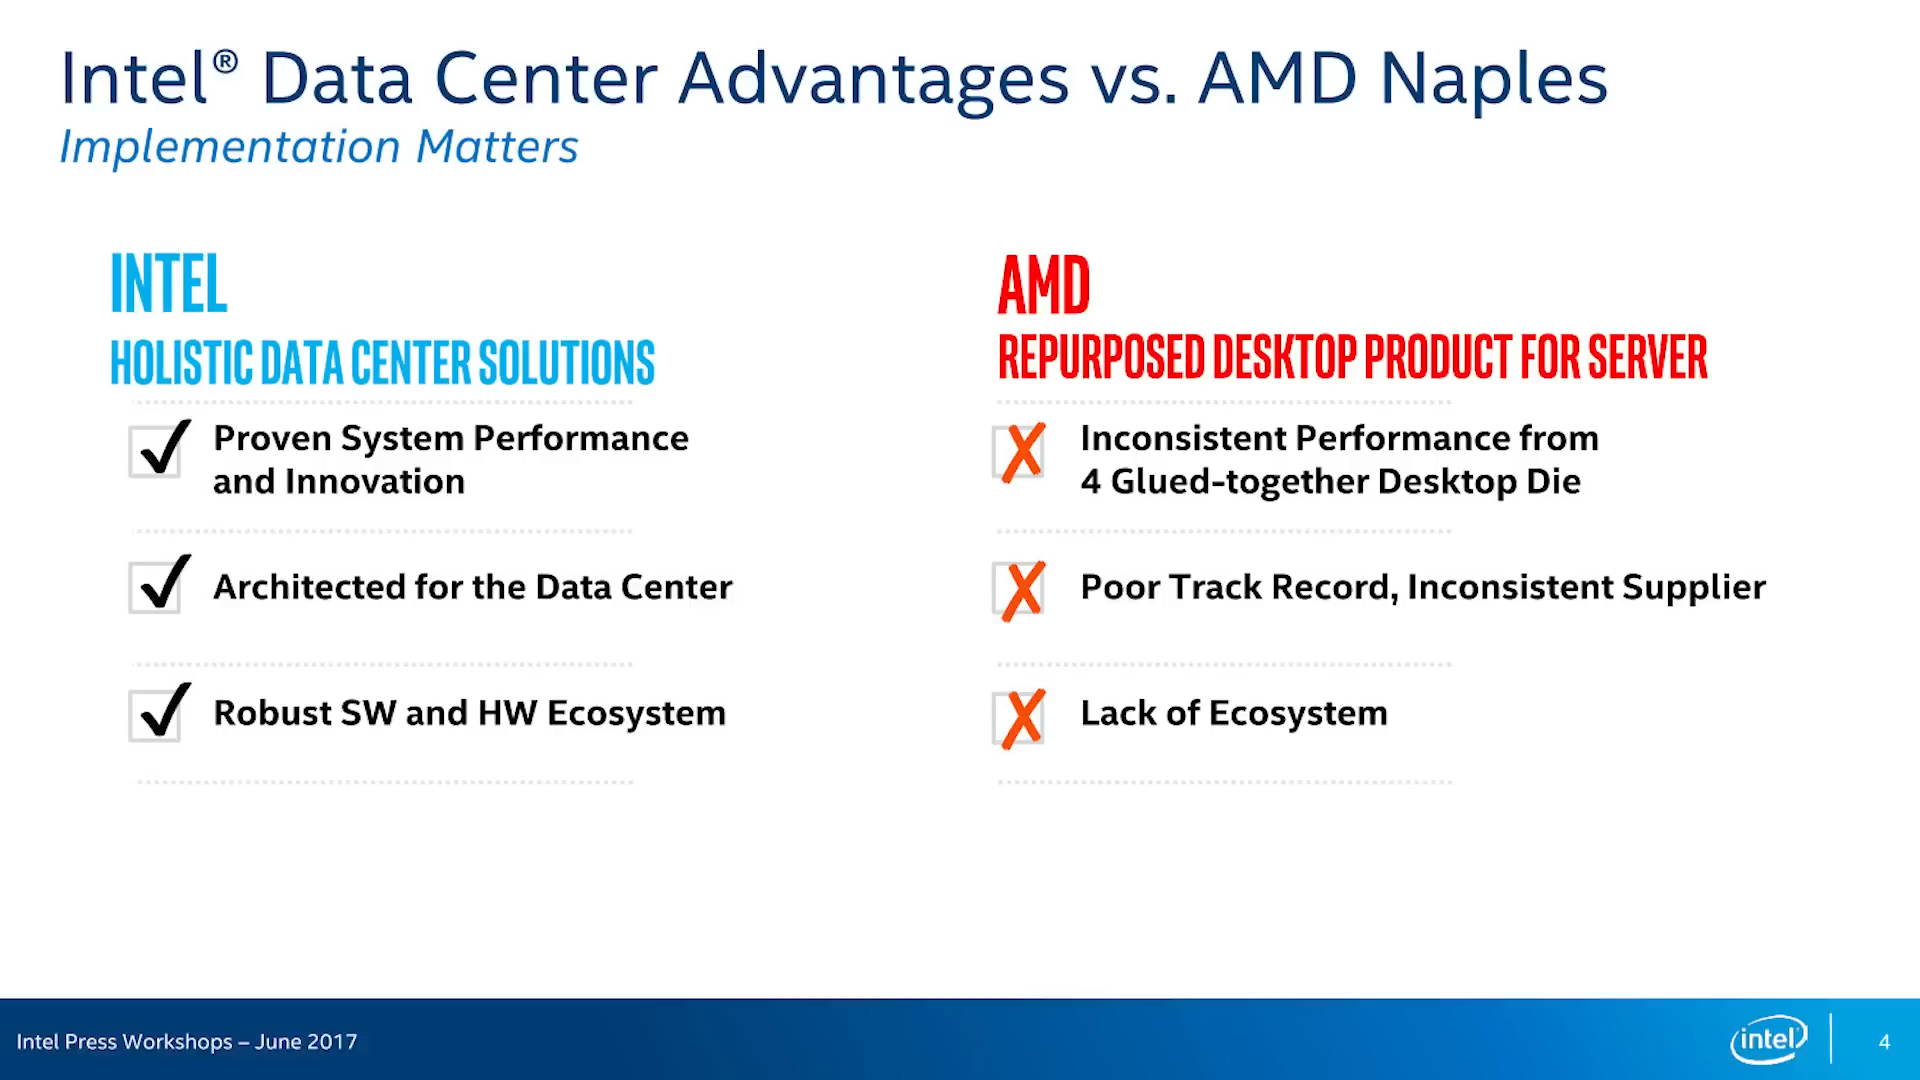 Intel® Data Center Advantages vs. AMD Naples
Implementation Matters
INTEL
HOLISTIC DATA CENTER SOLUTIONS
Proven System Performance
and Innovation
Architected for the Data Center
Robust SW and HW Ecosystem
AMD
REPURPOSED DESKTOP PRODUCT FOR SERVER
Inconsistent Performance from
4 Glued-together Desktop Die
Poor Track Record, Inconsistent Supplier
Lack of Ecosystem
Intel Press Workshops – June 2017
intel
4